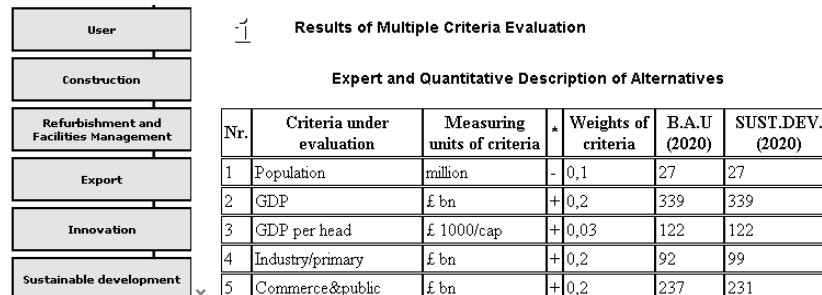 User
Construction
Refurbishment and
Facilities Management
Export
Innovation
Sustainable development
Results of Multiple Criteria Evaluation
Expert and Quantitative Description of Alternatives
Nr. Criteria under evaluation Measuring units of criteria * Weights of criteria B.A.U (2020) SUST.DEV. (2020)
1 Population million - 0,1 27 27
2 GDP £ bn + 0,2 339 339
3 GDP per head £ 1000/cap + 0,03 122 122
4 Industry/primary £ bn + 0,2 92 99
5 Commerce&public £ bn + 0,2 237 231